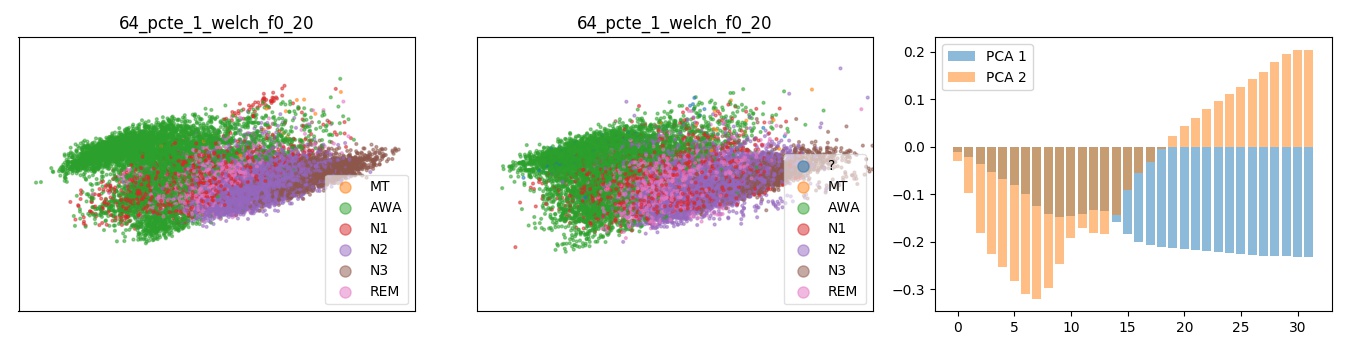 64_pcte_1_welch_f0_20
MT
AWA
N1
N2
N3
REM
64_pcte_1_welch_f0_20
?
MT
AWA
N1
N2
N3
REM
PCA 1
PCA 2
0.2
0.1
0.0
−0.1
−0.2
−0.3
0 5 10 15 20 25 30